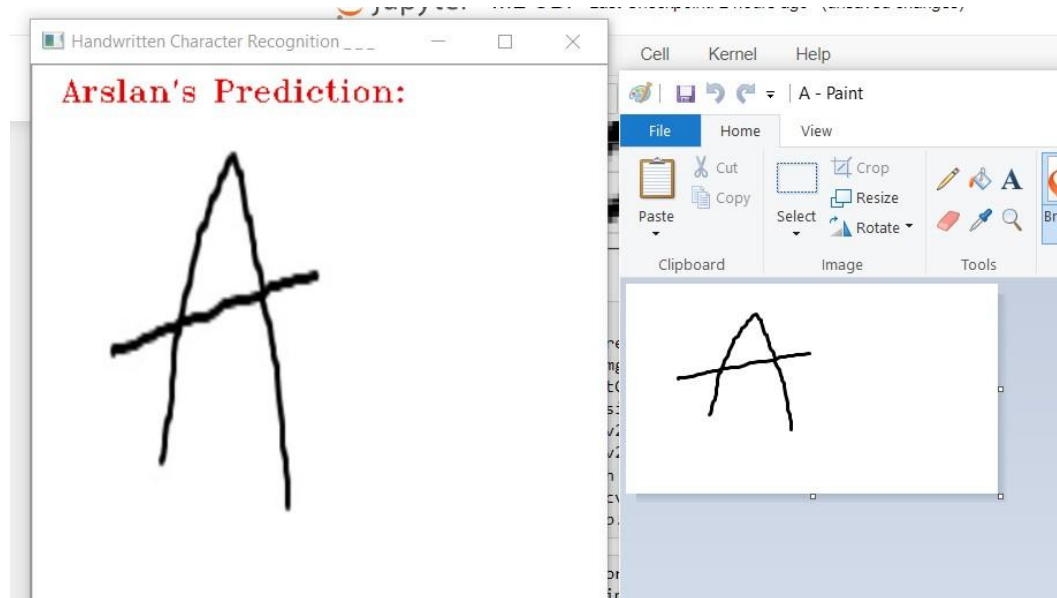 Handwritten Character Recognition _ _ _
Arslan's Prediction:
A
Cell Kernel Help
A - Paint
File Home View
Paste
Cut
Copy
Select
Crop
Resize
Rotate
A
Clipboard Image Tools
A